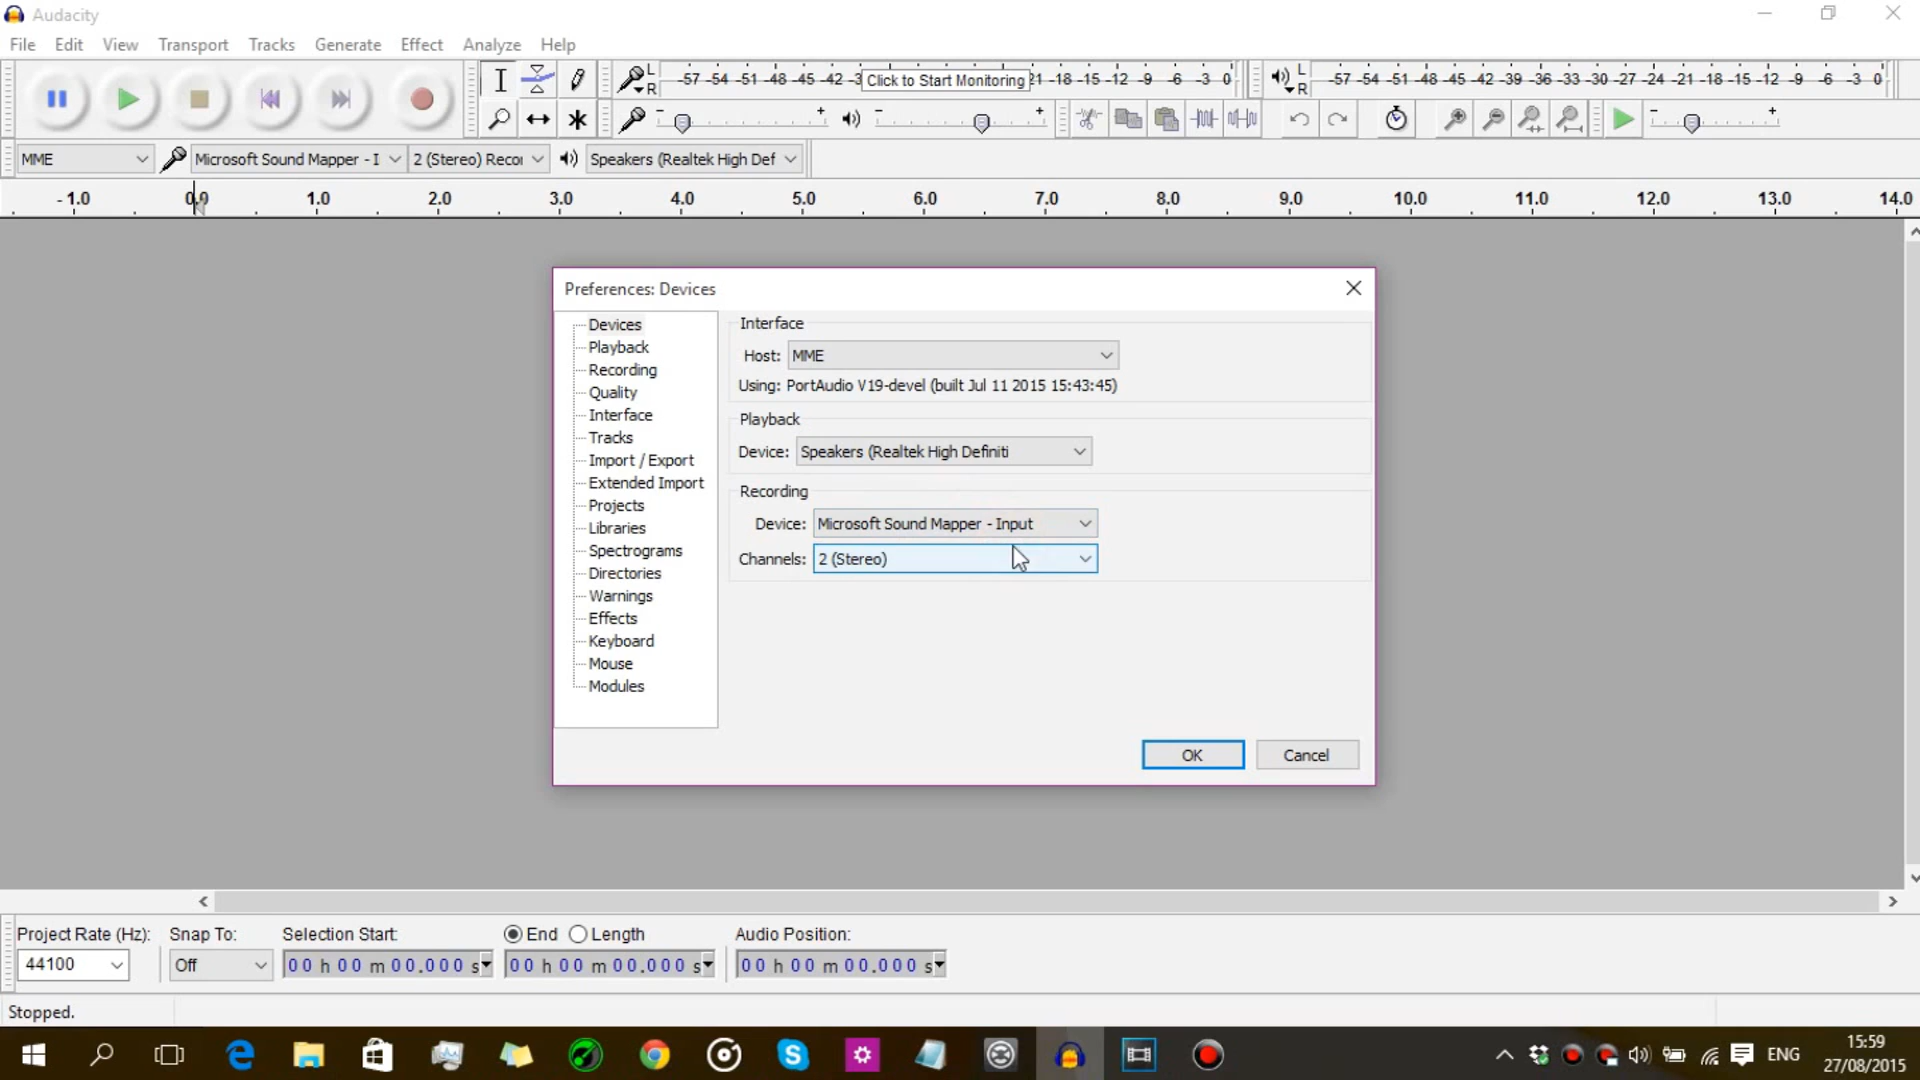 Audacity
File Edit View Transport Tracks Generate Effect Analyze Help
L R -57 -54 -51 -48 -45 -42 -3 Click to Start Monitoring 21 -18 -15 -12 -9 -6 -3 0 L R -57 -54 -51 -48 -45 -42 -39 -36 -33 -30 -27 -24 -21 -18 -15 -12 -9 -6 -3 0
- + - + - +
MME Microsoft Sound Mapper - I 2 (Stereo) Recor Speakers (Realtek High Def
- 1.0 0.0 1.0 2.0 3.0 4.0 5.0 6.0 7.0 8.0 9.0 10.0 11.0 12.0 13.0 14.0
Preferences: Devices
Devices
Playback
Recording
Quality
Interface
Tracks
Import / Export
Extended Import
Projects
Libraries
Spectrograms
Directories
Warnings
Effects
Keyboard
Mouse
Modules
Interface
Host: MME
Using: PortAudio V19-devel (built Jul 11 2015 15:43:45)
Playback
Device: Speakers (Realtek High Definiti
Recording
Device: Microsoft Sound Mapper - Input
Channels: 2 (Stereo)
OK Cancel
Project Rate (Hz): Snap To: Selection Start: End Length Audio Position:
44100 Off 00 h 00 m 00.000 s 00 h 00 m 00.000 s 00 h 00 m 00.000 s
Stopped.
ENG 15:59
27/08/2015